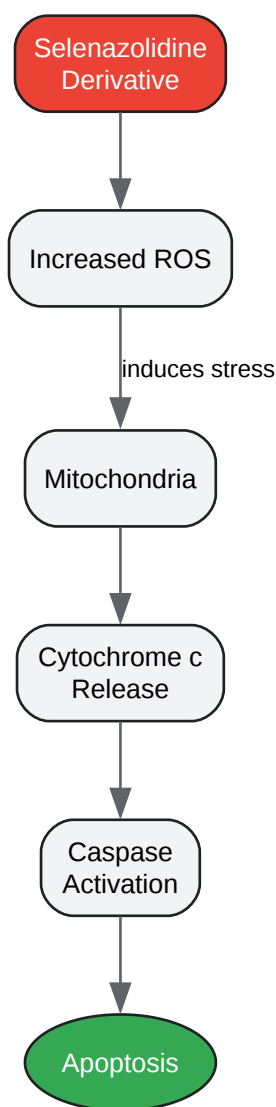 Selenazolidine
Derivative
Increased ROS
induces stress
Mitochondria
Cytochrome c
Release
Caspase
Activation
Apoptosis